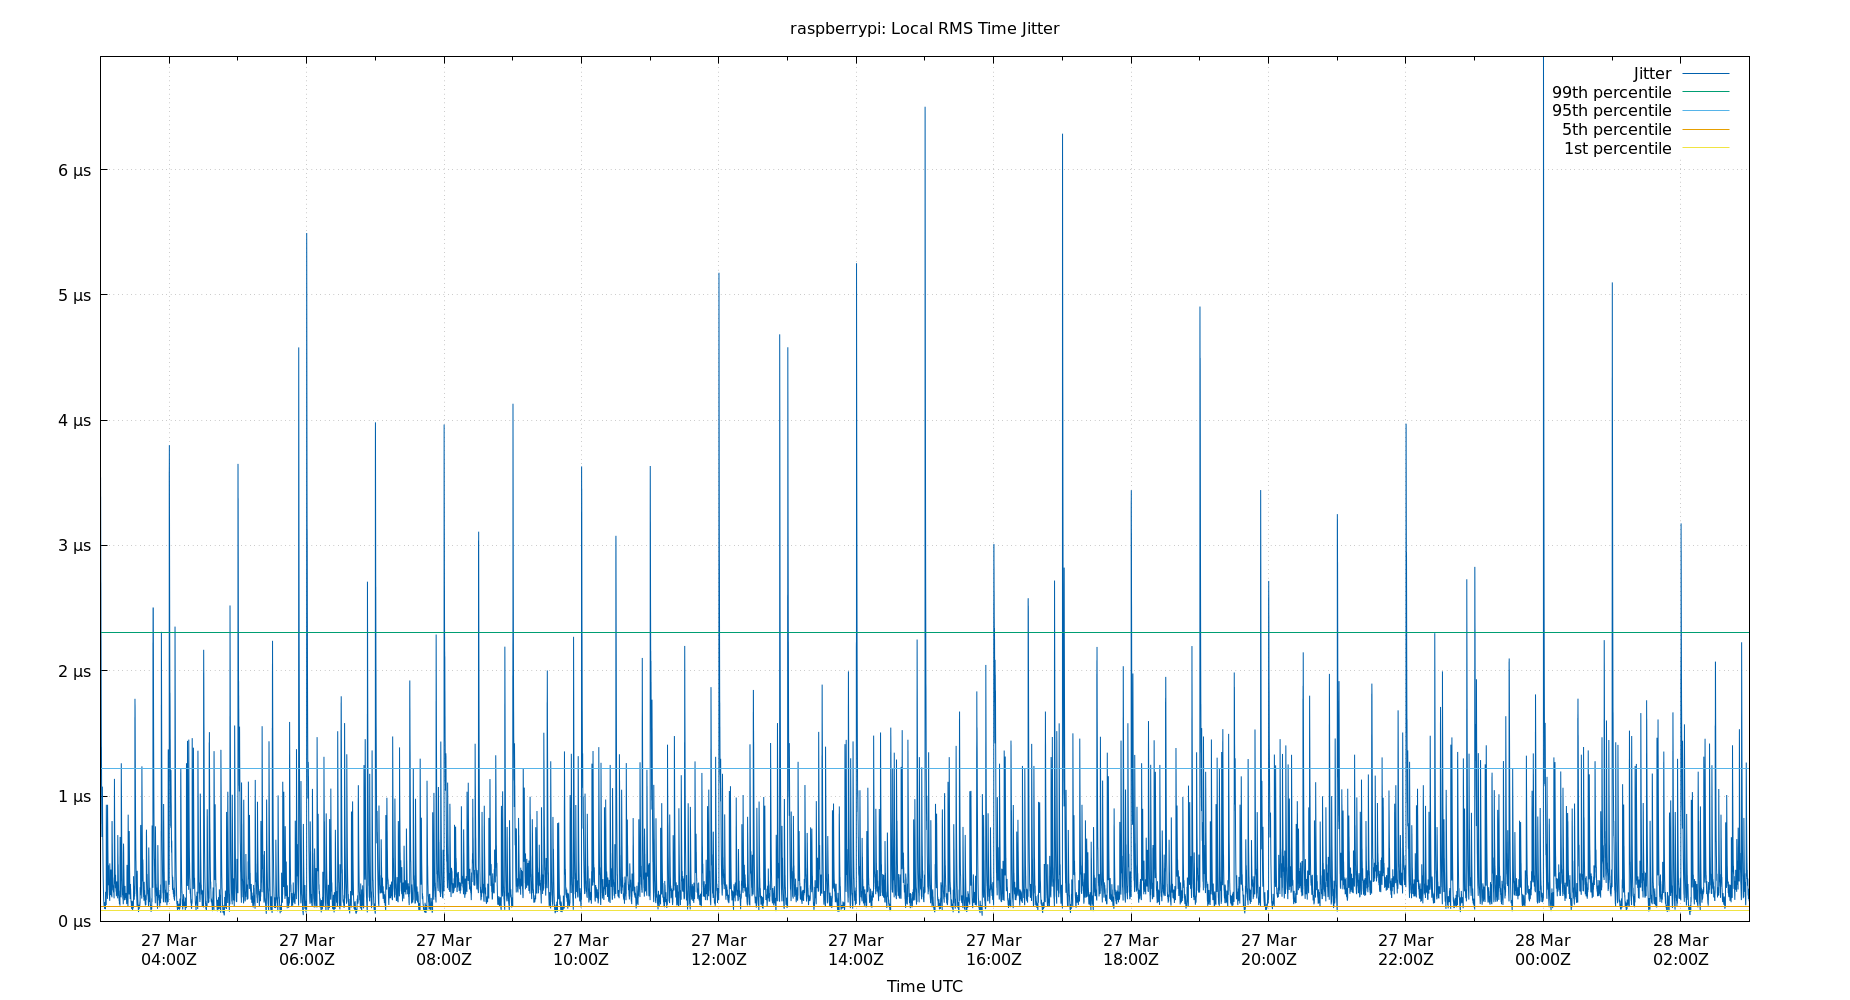 raspberrypi: Local RMS Time Jitter
Jitter
99th percentile
95th percentile
5th percentile
1st percentile
6 µs
5 µs
4 µs
3 µs
2 µs
1 µs
0 µs
27 Mar 27 Mar 27 Mar 27 Mar 27 Mar 27 Mar 27 Mar 27 Mar 27 Mar 27 Mar 28 Mar 28 Mar
04:00Z 06:00Z 08:00Z 10:00Z 12:00Z 14:00Z 16:00Z 18:00Z 20:00Z 22:00Z 00:00Z 02:00Z
Time UTC